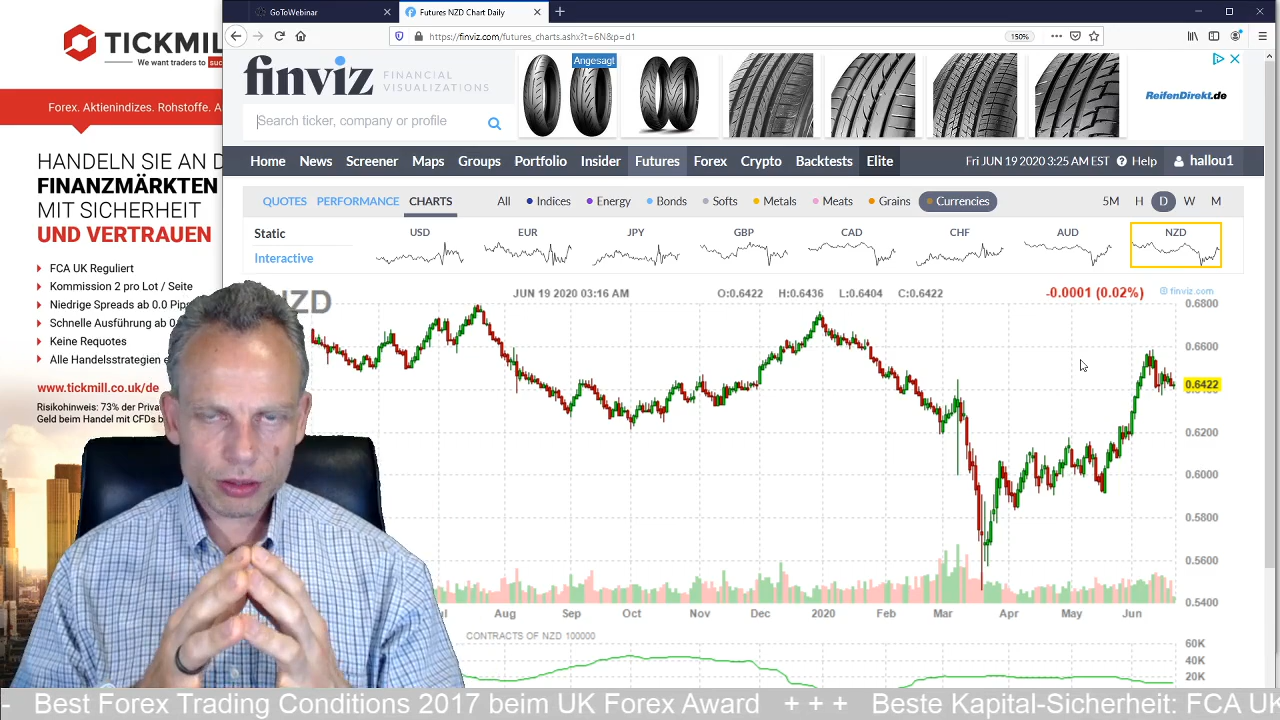 GoToWebinar
Futures NZD Chart Daily
https://finviz.com/futures_charts.ashx?t=6N&p=d1
150%
TICKMILL
We want traders to
Forex. Aktienindizes. Rohstoffe. A
HANDELN SIE AN D
FINANZMÄRKTEN
MIT SICHERHEIT
UND VERTRAUEN
FCA UK Reguliert
Kommission 2 pro Lot / Seite
Niedrige Spreads ab 0.0 Pips
Schnelle Ausführung ab 0
Keine Requotes
Alle Handelsstrategien e
www.tickmill.co.uk/de
Risikohinweis: 73% der Priva
Geld beim Handel mit CFDs
finviz
FINANCIAL
VISUALIZATIONS
Search ticker, company or profile
Angesagt
ReifenDirekt.de
Home News Screener Maps Groups Portfolio Insider Futures Forex Crypto Backtests Elite
Fri JUN 19 2020 3:25 AM EST Help hallou1
QUOTES PERFORMANCE CHARTS
All Indices Energy Bonds Softs Metals Meats Grains Currencies
5M H D W M
Static
Interactive
USD EUR JPY GBP CAD CHF AUD NZD
NZD
JUN 19 2020 03:16 AM
O:0.6422 H:0.6436 L:0.6404 C:0.6422
-0.0001 (0.02%)
© finviz.com
0.6800
0.6600
0.6422
0.6200
0.6000
0.5800
0.5600
0.5400
Aug Sep Oct Nov Dec 2020 Feb Mar Apr May Jun
CONTRACTS OF NZD 100000
60K
40K
20K
- Best Forex Trading Conditions 2017 beim UK Forex Award + + + Beste Kapital-Sicherheit: FCA UK